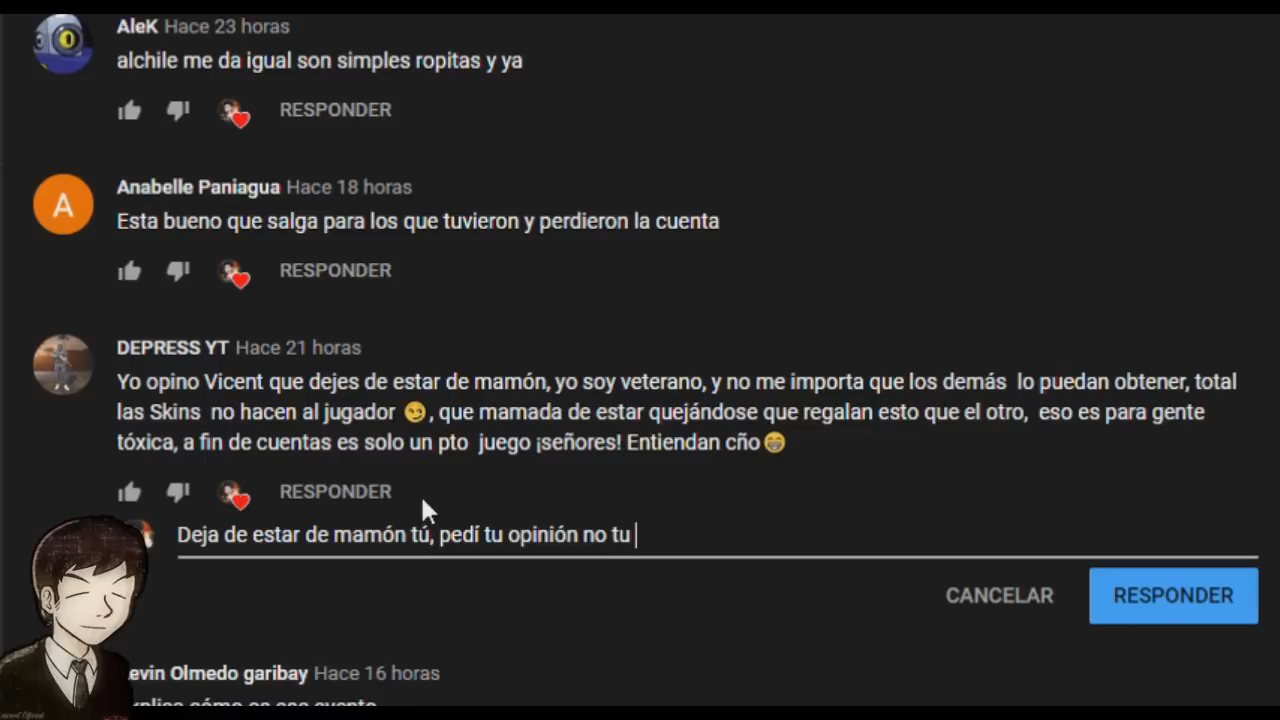 AleK Hace 23 horas
alchile me da igual son simples ropitas y ya
RESPONDER
A
Anabelle Paniagua Hace 18 horas
Esta bueno que salga para los que tuvieron y perdieron la cuenta
RESPONDER
DEPRESS YT Hace 21 horas
Yo opino Vicent que dejes de estar de mamón, yo soy veterano, y no me importa que los demás lo puedan obtener, total
las Skins no hacen al jugador 😏, que mamada de estar quejándose que regalan esto que el otro, eso es para gente
tóxica, a fin de cuentas es solo un pto juego ¡señores! Entiendan cño😁
RESPONDER
Deja de estar de mamón tú, pedí tu opinión no tu
CANCELAR RESPONDER
evin Olmedo garibay Hace 16 horas